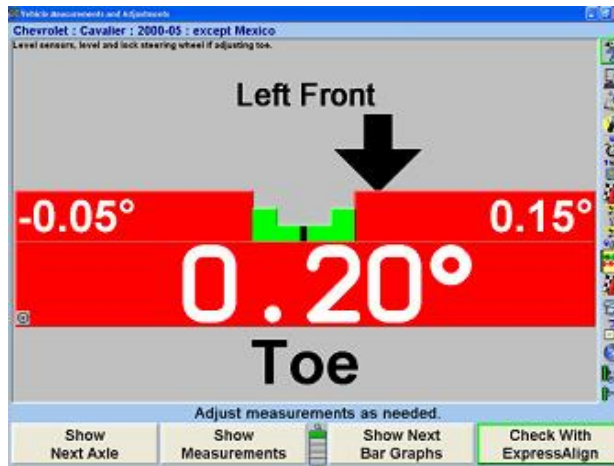 Vehicle Measurements and Adjustments
Chevrolet : Cavalier : 2000-05 : except Mexico
Level sensors, level and lock steering wheel if adjusting toe.
Left Front
-0.05° 0.15°
0.20°
Toe
Adjust measurements as needed.
Show Next Axle
Show Measurements
Show Next Bar Graphs
Check With ExpressAlign